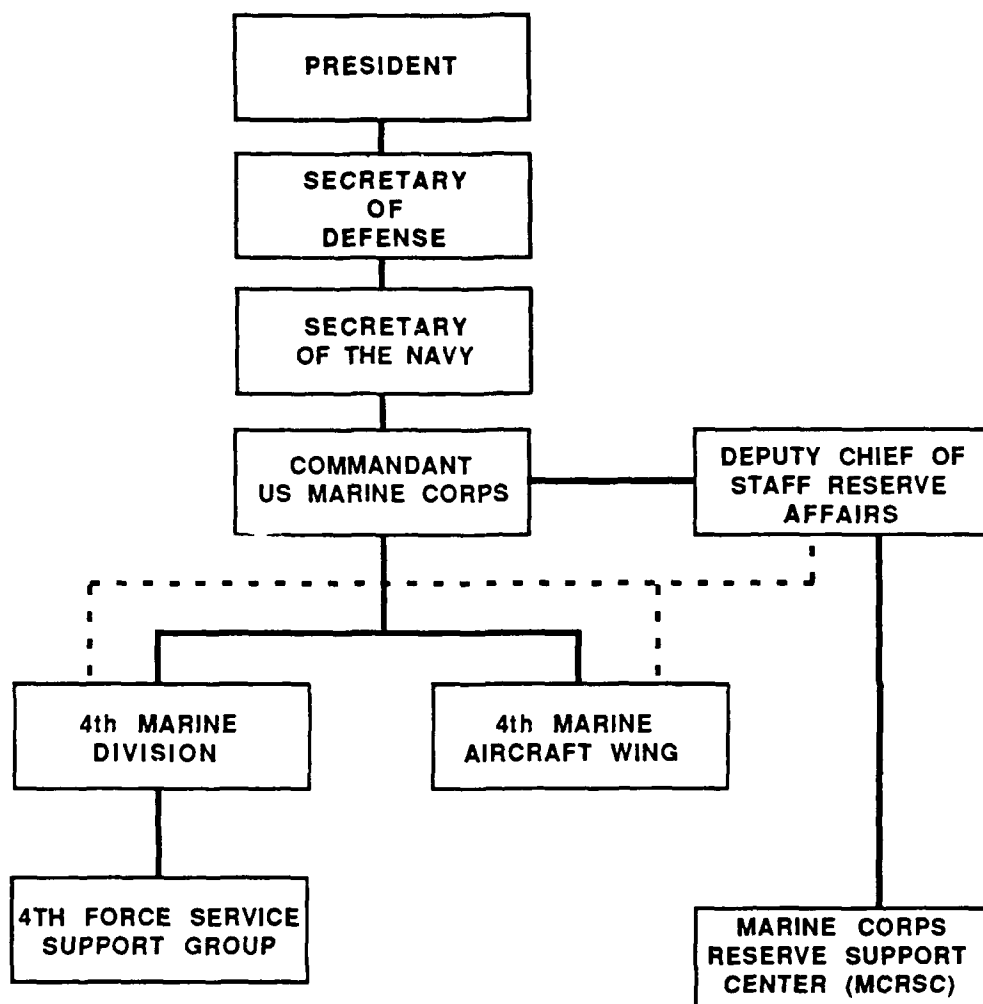 PRESIDENT
SECRETARY
OF
DEFENSE
SECRETARY
OF THE NAVY
COMMANDANT
US MARINE CORPS
DEPUTY CHIEF OF
STAFF RESERVE
AFFAIRS
4th MARINE
DIVISION
4th MARINE
AIRCRAFT WING
4TH FORCE SERVICE
SUPPORT GROUP
MARINE CORPS
RESERVE SUPPORT
CENTER (MCRSC)